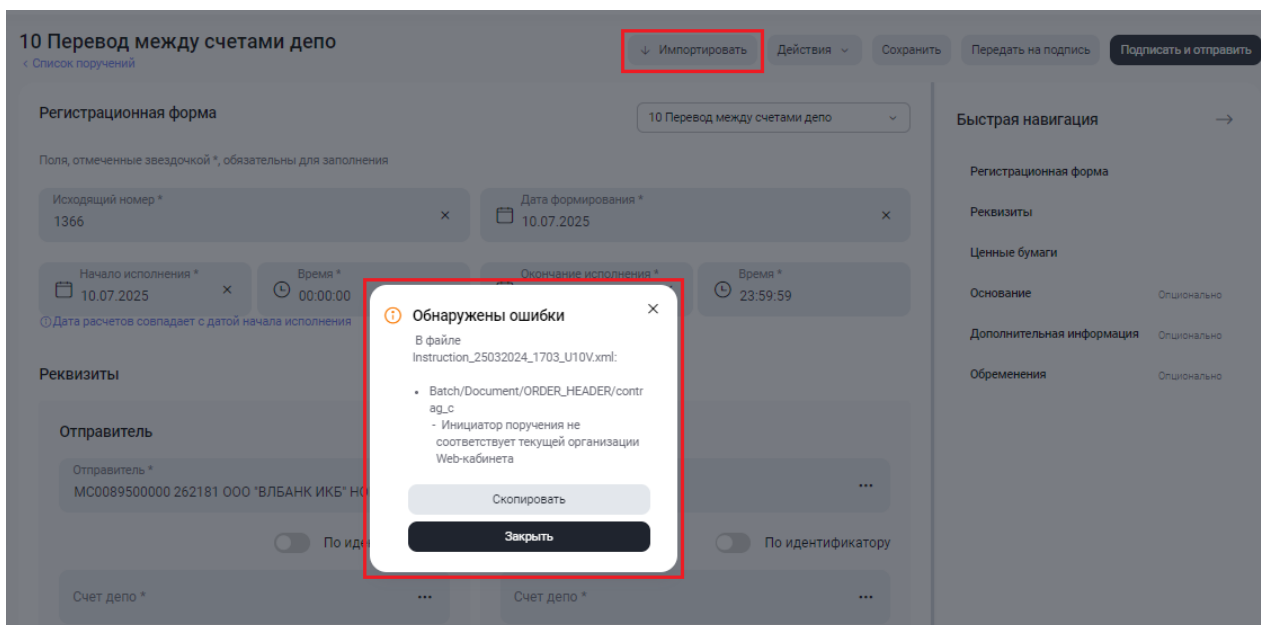 10 Перевод между счетами депо
< Список поручений
Импортировать
Действия
Сохранить
Передать на подпись
Подписать и отправить
Регистрационная форма
10 Перевод между счетами депо
Быстрая навигация
Поля, отмеченные звездочкой *, обязательны для заполнения
Регистрационная форма
Исходящий номер *
1366
Дата формирования *
10.07.2025
Реквизиты
Ценные бумаги
Начало исполнения *
10.07.2025
Время *
00:00:00
Окончание исполнения *
Время *
23:59:59
Основание
Опционально
Дата расчетов совпадает с датой начала исполнения
Дополнительная информация
Опционально
Обременения
Опционально
Обнаружены ошибки
В файле
Instruction_25032024_1703_U10V.xml:
• Batch/Document/ORDER_HEADER/contr
ag_c
- Инициатор поручения не
соответствует текущей организации
Web-кабинета
Скопировать
Закрыть
Реквизиты
Отправитель
Отправитель *
МС0089500000 262181 ООО "ВЛБАНК ИКБ"
По идентификатору
Счет депо *
Счет депо *